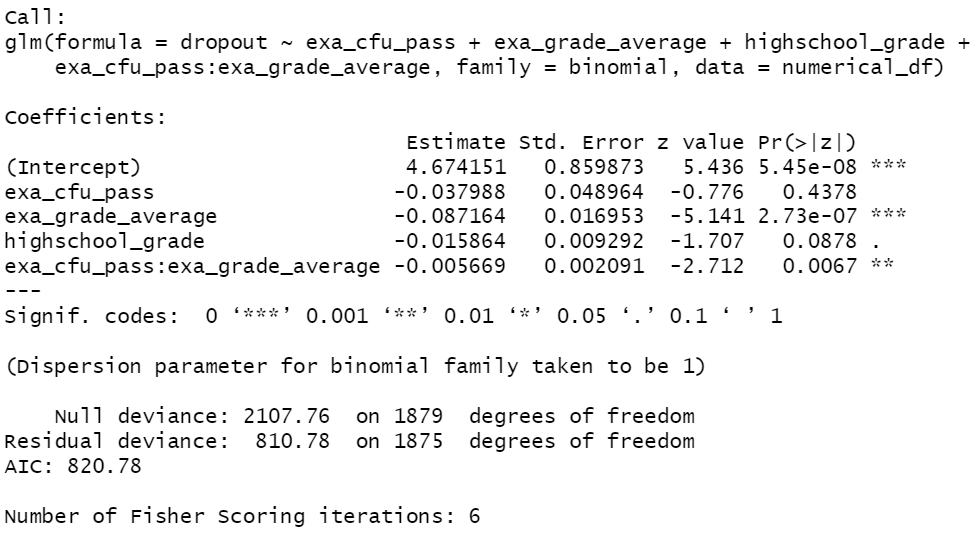 Call:
glm(formula = dropout ~ exa_cfu_pass + exa_grade_average + highschool_grade +
    exa_cfu_pass:exa_grade_average, family = binomial, data = numerical_df)

Coefficients:
                                Estimate Std. Error z value Pr(>|z|)
(Intercept)                     4.674151   0.859873   5.436 5.45e-08 ***
exa_cfu_pass                   -0.037988   0.048964  -0.776   0.4378
exa_grade_average              -0.087164   0.016953  -5.141 2.73e-07 ***
highschool_grade               -0.015864   0.009292  -1.707   0.0878 .
exa_cfu_pass:exa_grade_average -0.005669   0.002091  -2.712   0.0067 **
---
Signif. codes:  0 ‘***’ 0.001 ‘**’ 0.01 ‘*’ 0.05 ‘.’ 0.1 ‘ ’ 1

(Dispersion parameter for binomial family taken to be 1)

    Null deviance: 2107.76  on 1879  degrees of freedom
Residual deviance:  810.78  on 1875  degrees of freedom
AIC: 820.78

Number of Fisher Scoring iterations: 6